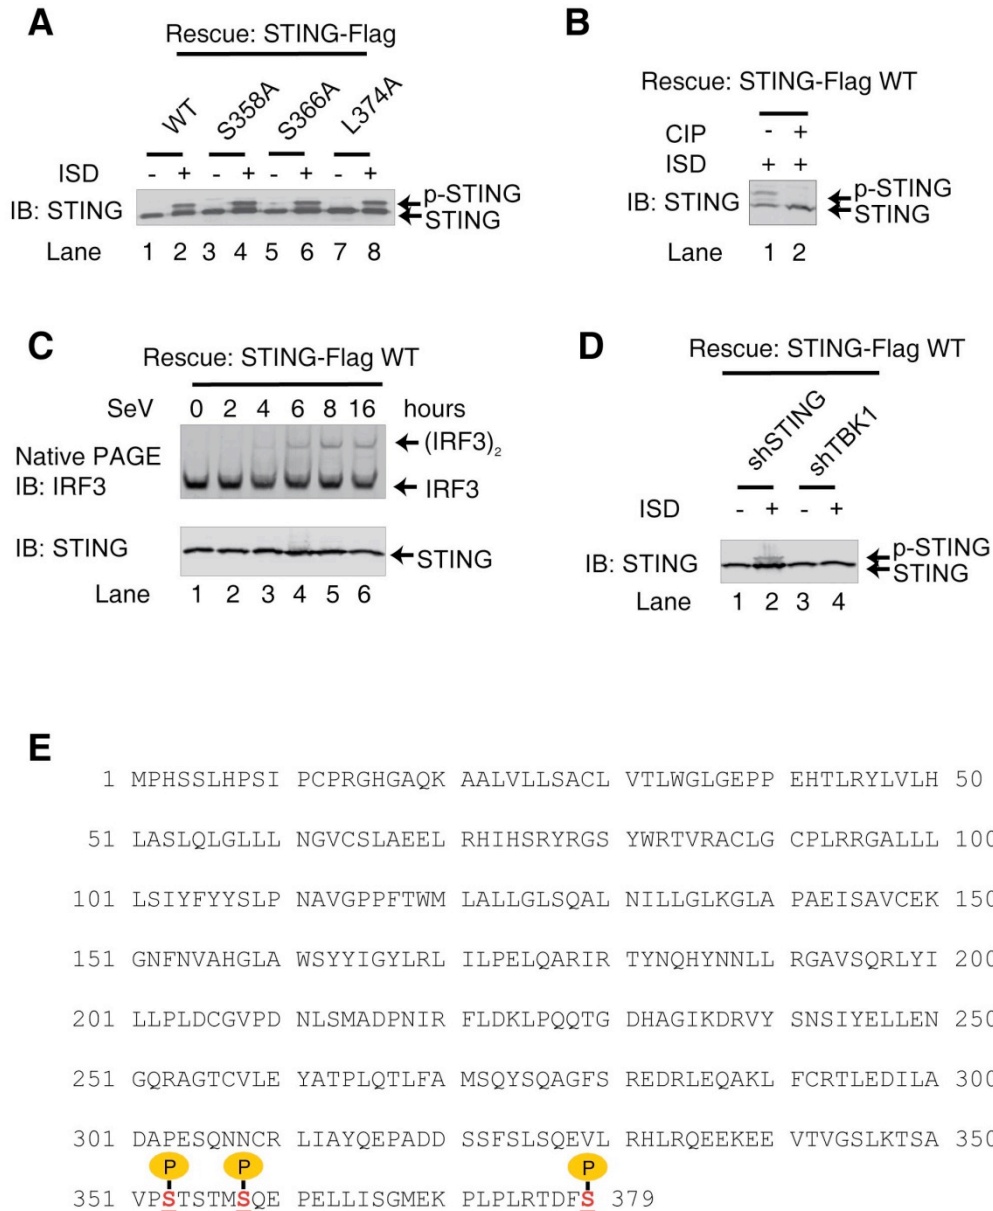 A
Rescue: STING-Flag
WT S358A S366A L374A
ISD - + - + - + - +
IB: STING
p-STING
STING
Lane 1 2 3 4 5 6 7 8
B
Rescue: STING-Flag WT
CIP - +
ISD + +
IB: STING
p-STING
STING
Lane 1 2
C
Rescue: STING-Flag WT
SeV 0 2 4 6 8 16 hours
Native PAGE
IB: IRF3
(IRF3)₂
IRF3
IB: STING
STING
Lane 1 2 3 4 5 6
D
Rescue: STING-Flag WT
shSTING shTBK1
ISD - + - +
IB: STING
p-STING
STING
Lane 1 2 3 4
E
1 MPHSSLHPSI PCPRGHGAQK AALVLLSACL VTLWGLGEPP EHTLRYLVLH 50
51 LASLQLGLLL NGVCSLAEEL RHIHSRYRGS YWRTVRACLG CPLRRGALLL 100
101 LSIYFYYSLP NAVGPPFTWM LALLGLSQAL NILLGLKGLA PAEISAVCEK 150
151 GNFNVAHGLA WSYYIGYLRL ILPELQARIR TYNQHYNNLL RGAVSQRLYI 200
201 LLPLDCGVPD NLSMADPNIR FLDKLPQQTG DHAGIKDRVY SNSIYELLEN 250
251 GQRAGTCVLE YATPLQTLFA MSQYSQAGFS REDRLEQAKL FCRTLEDILA 300
301 DAPESQNNCR LIAYQEPADD SSFSLSQEVL RHLRQEEKEE VTVGSLKTSA 350
P P P
351 VPSTSTMSQE PELLISGMEK PLPLRTDFS 379